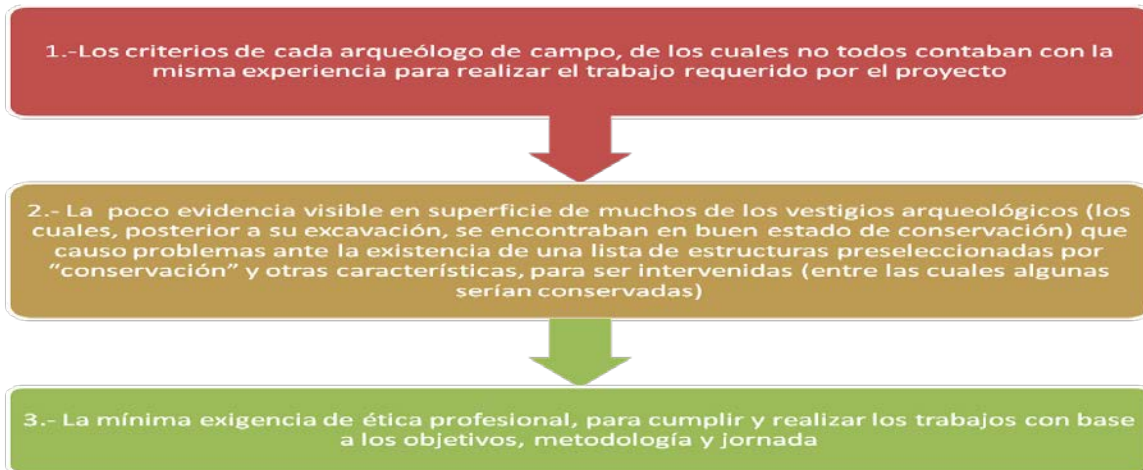 1.-Los criterios de cada arqueólogo de campo, de los cuales no todos contaban con la
misma experiencia para realizar el trabajo requerido por el proyecto
2.- La poco evidencia visible en superficie de muchos de los vestigios arqueológicos (los
cuales, posterior a su excavación, se encontraban en buen estado de conservación) que
causo problemas ante la existencia de una lista de estructuras preseleccionadas por
"conservación" y otras características, para ser intervenidas (entre las cuales algunas
serían conservadas)
3.- La mínima exigencia de ética profesional, para cumplir y realizar los trabajos con base
a los objetivos, metodología y jornada